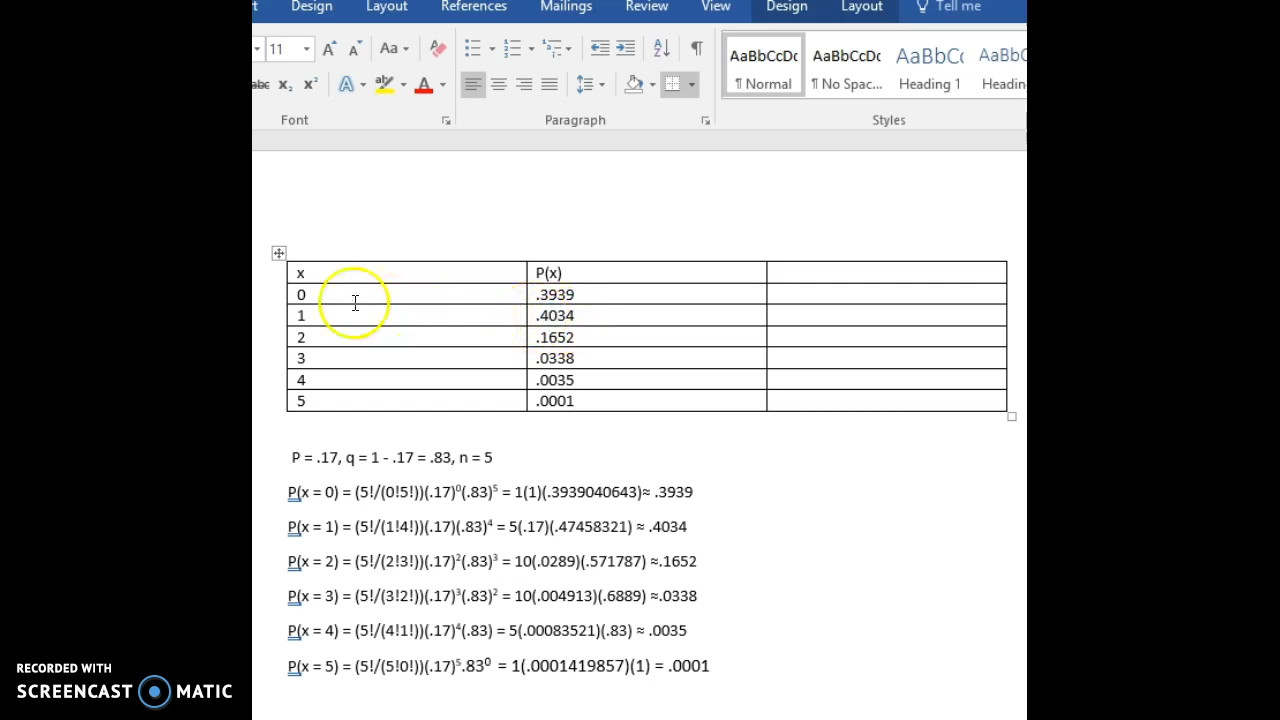 Design Layout References Mailings Review View Design Layout Tell me
11 Aa
abc x₂ x² A A
¶
AaBbCcDc AaBbCcDc AaBbCc AaBbC
¶ Normal ¶ No Spac... Heading 1 Headin
Font Paragraph Styles
x P(x)
0 .3939
1 .4034
2 .1652
3 .0338
4 .0035
5 .0001
P = .17, q = 1 - .17 = .83, n = 5
P(x = 0) = (5!/(0!5!))(.17)⁰(.83)⁵ = 1(1)(.3939040643)≈ .3939
P(x = 1) = (5!/(1!4!))(.17)(.83)⁴ = 5(.17)(.47458321) ≈ .4034
P(x = 2) = (5!/(2!3!))(.17)²(.83)³ = 10(.0289)(.571787) ≈.1652
P(x = 3) = (5!/(3!2!))(.17)³(.83)² = 10(.004913)(.6889) ≈.0338
P(x = 4) = (5!/(4!1!))(.17)⁴(.83) = 5(.00083521)(.83) ≈ .0035
P(x = 5) = (5!/(5!0!))(.17)⁵.83⁰ = 1(.0001419857)(1) = .0001
RECORDED WITH
SCREENCAST MATIC